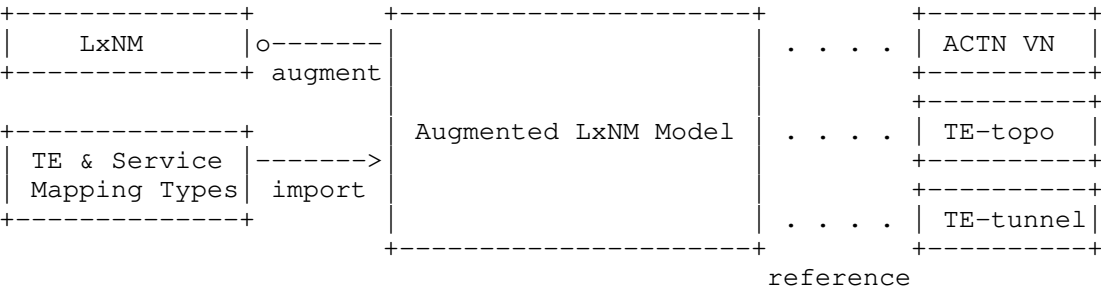 +--------------+           +----------------------+           +----------+
|     LxNM     |o-------|                      | . . . . | ACTN VN  |
+--------------+ augment|                      |         +----------+
                        |                      |         +----------+
+--------------+        | Augmented LxNM Model | . . . . | TE-topo  |
| TE & Service |------->|                      |         +----------+
| Mapping Types| import |                      |         +----------+
+--------------+        |                      | . . . . | TE-tunnel|
                        +----------------------+         +----------+
                                                reference